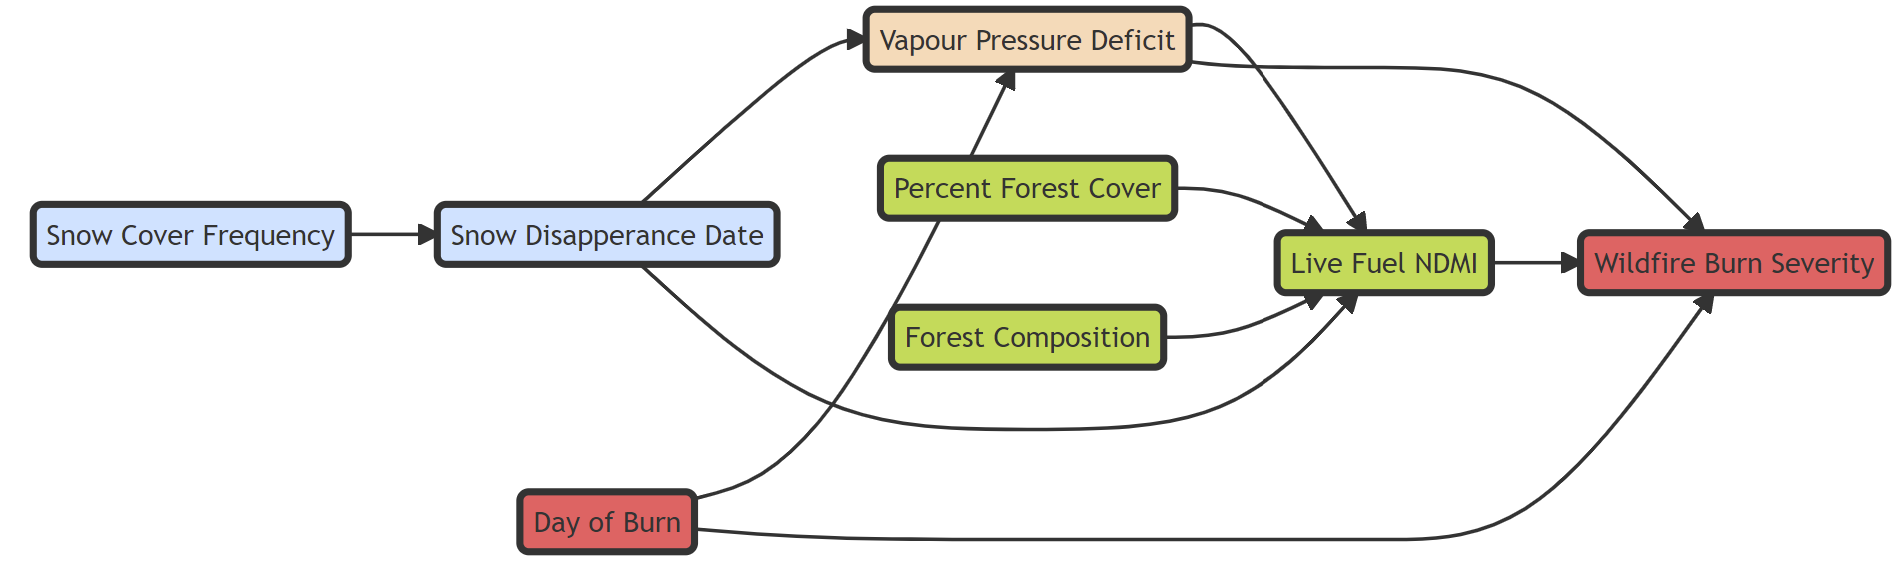 Vapour Pressure Deficit
Percent Forest Cover
Snow Cover Frequency
Snow Disapperance Date
Live Fuel NDMI
Wildfire Burn Severity
Forest Composition
Day of Burn